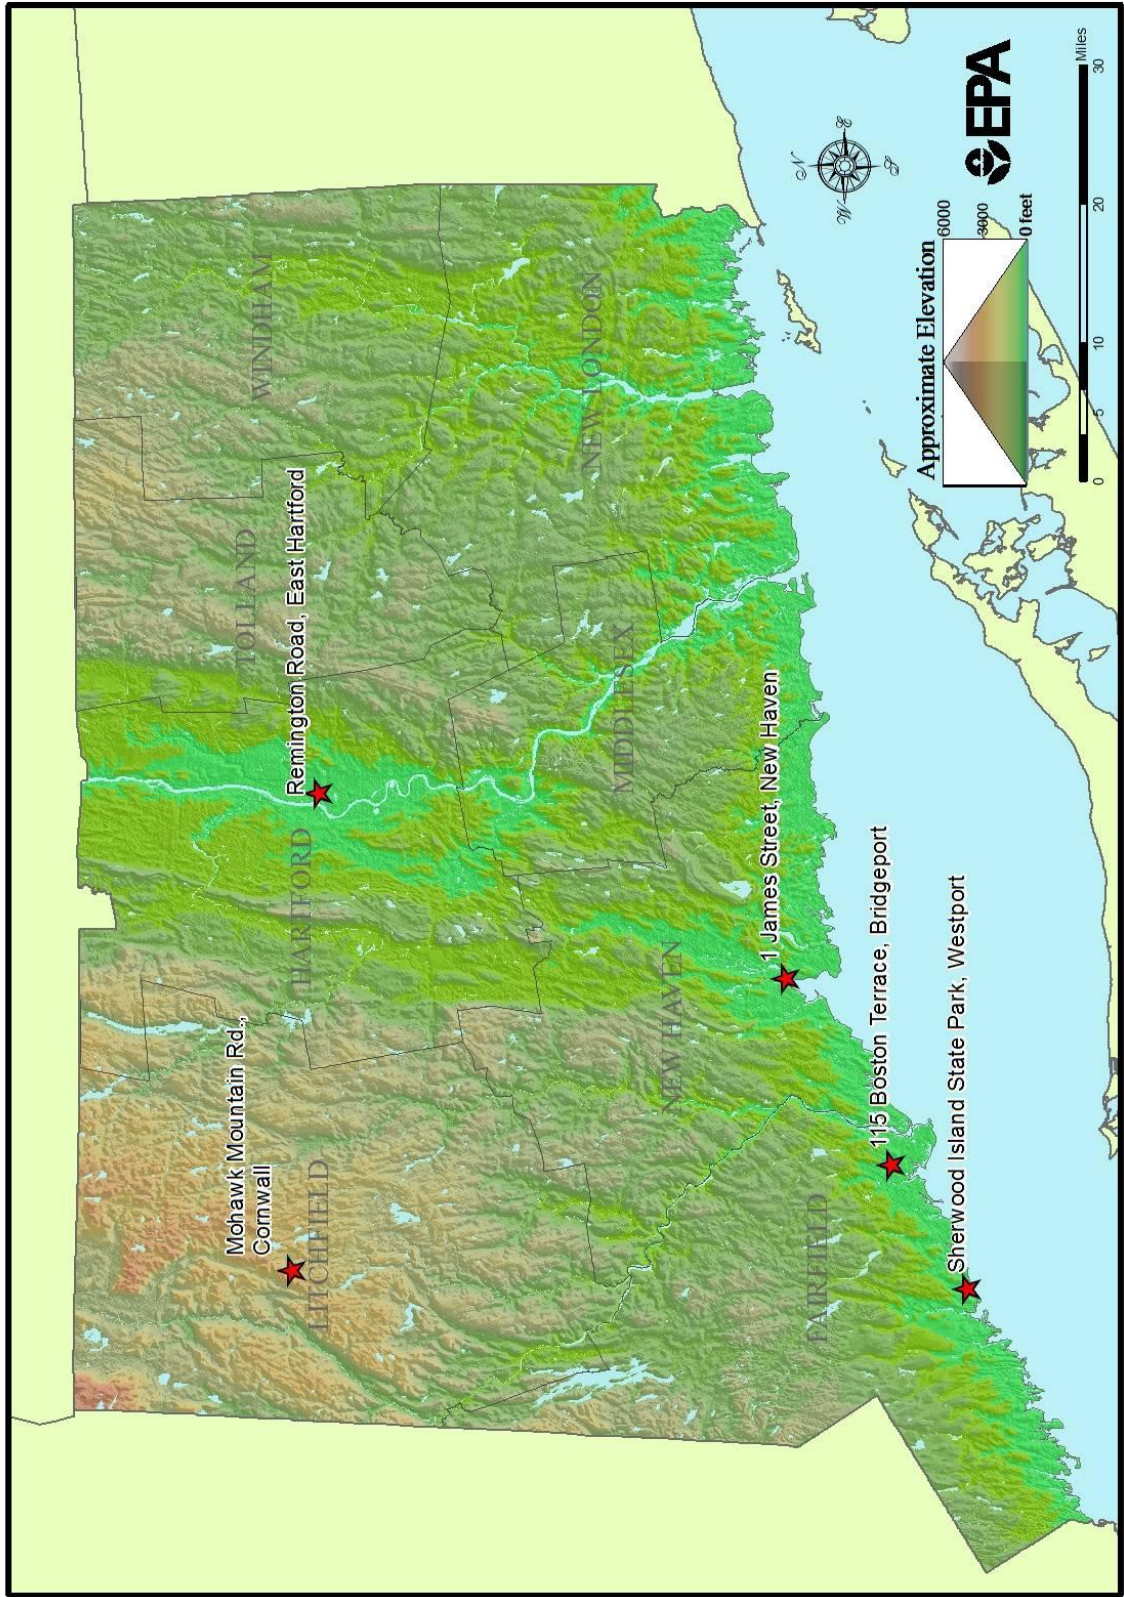 WINDHAM
TOLLAND
Remington Road, East Hartford
HARTFORD
Mohawk Mountain Rd.,
Cornwall
LITCHFIELD
NEW LONDON
MIDDLESEX
NEW HAVEN
FAIRFIELD
1 James Street, New Haven
115 Boston Terrace, Bridgeport
Sherwood Island State Park, Westport
N
E
S
W
Approximate Elevation
6000
3000
0 feet
EPA
0
5
10
20
30
Miles